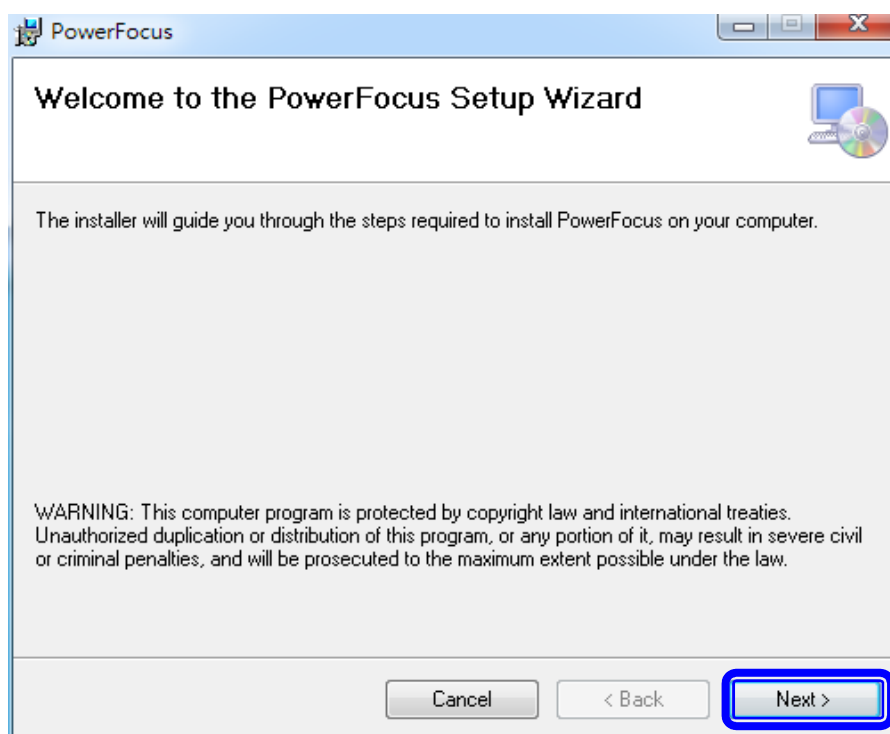 PowerFocus
Welcome to the PowerFocus Setup Wizard
The installer will guide you through the steps required to install PowerFocus on your computer.
WARNING: This computer program is protected by copyright law and international treaties.
Unauthorized duplication or distribution of this program, or any portion of it, may result in severe civil
or criminal penalties, and will be prosecuted to the maximum extent possible under the law.
Cancel
< Back
Next >